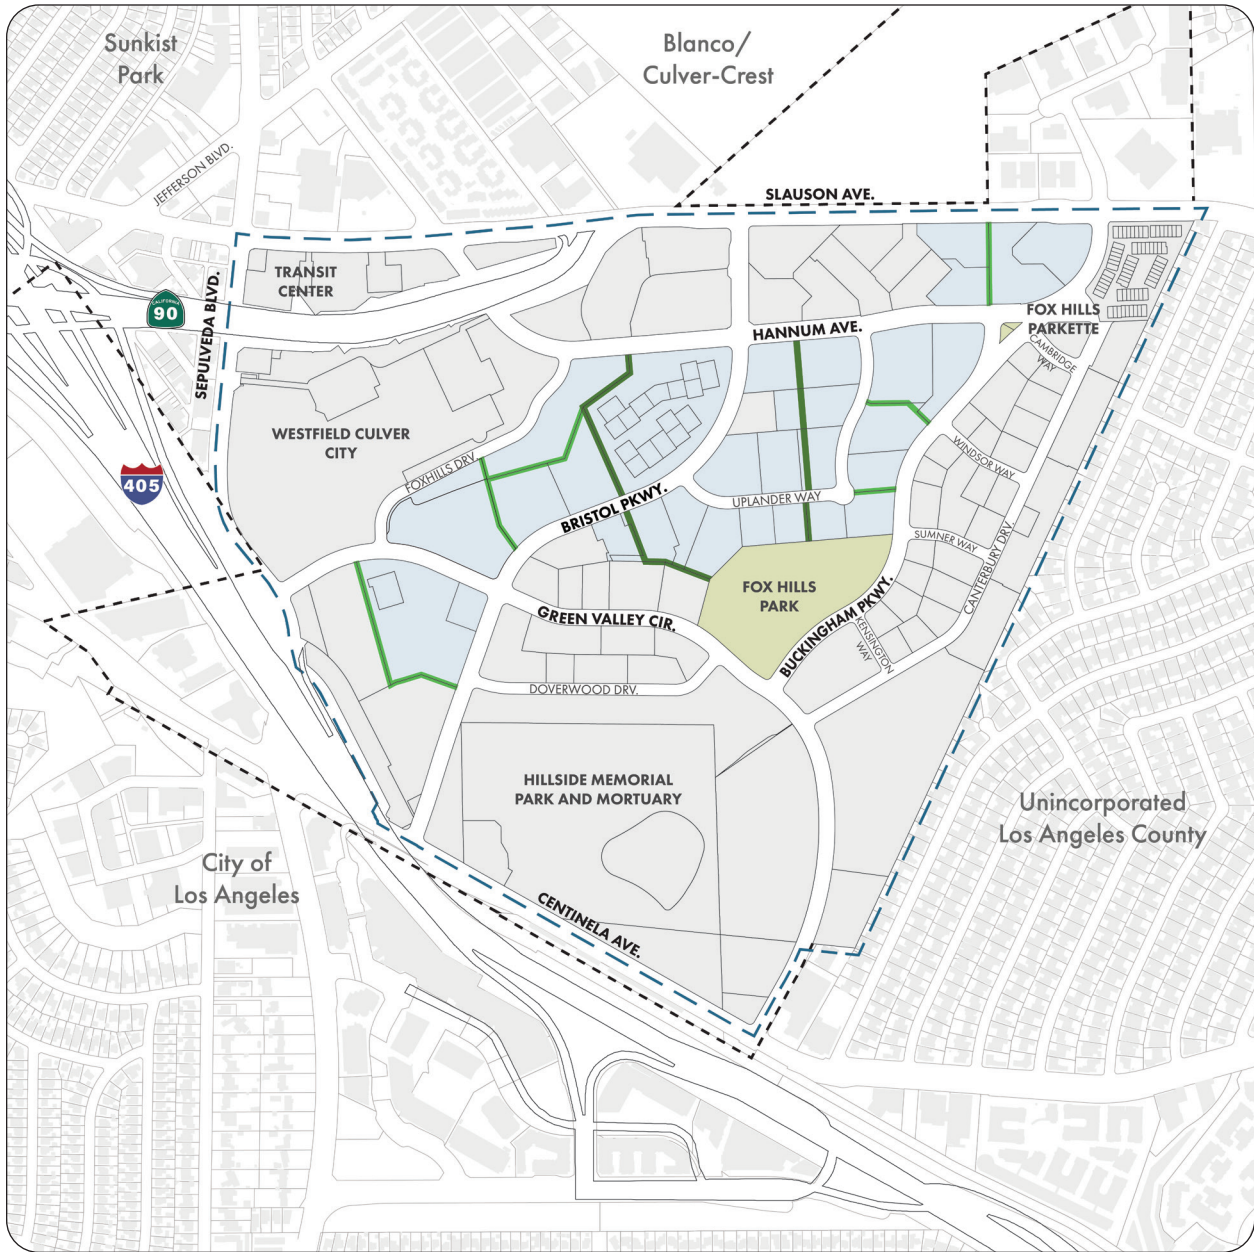 Sunkist
Park
Blanco/
Culver-Crest
JEFFERSON BLVD.
SLAUSON AVE.
SEPULVEDA BLVD.
TRANSIT
CENTER
CALIFORNIA
90
HANNUM AVE.
FOX HILLS
PARKETTE
CAMBRIDGE
WAY
WESTFIELD CULVER
CITY
FOXHILLS DRV.
405
WINDSOR WAY
BRISTOL PKWY.
UPLANDER WAY
SUMNER WAY
CANTERBURY DRV.
FOX HILLS
PARK
GREEN VALLEY CIR.
BUCKINGHAM PKWY.
KENSINGTON
WAY
DOVERWOOD DRV.
HILLSIDE MEMORIAL
PARK AND MORTUARY
Unincorporated
Los Angeles County
City of
Los Angeles
CENTINELA AVE.